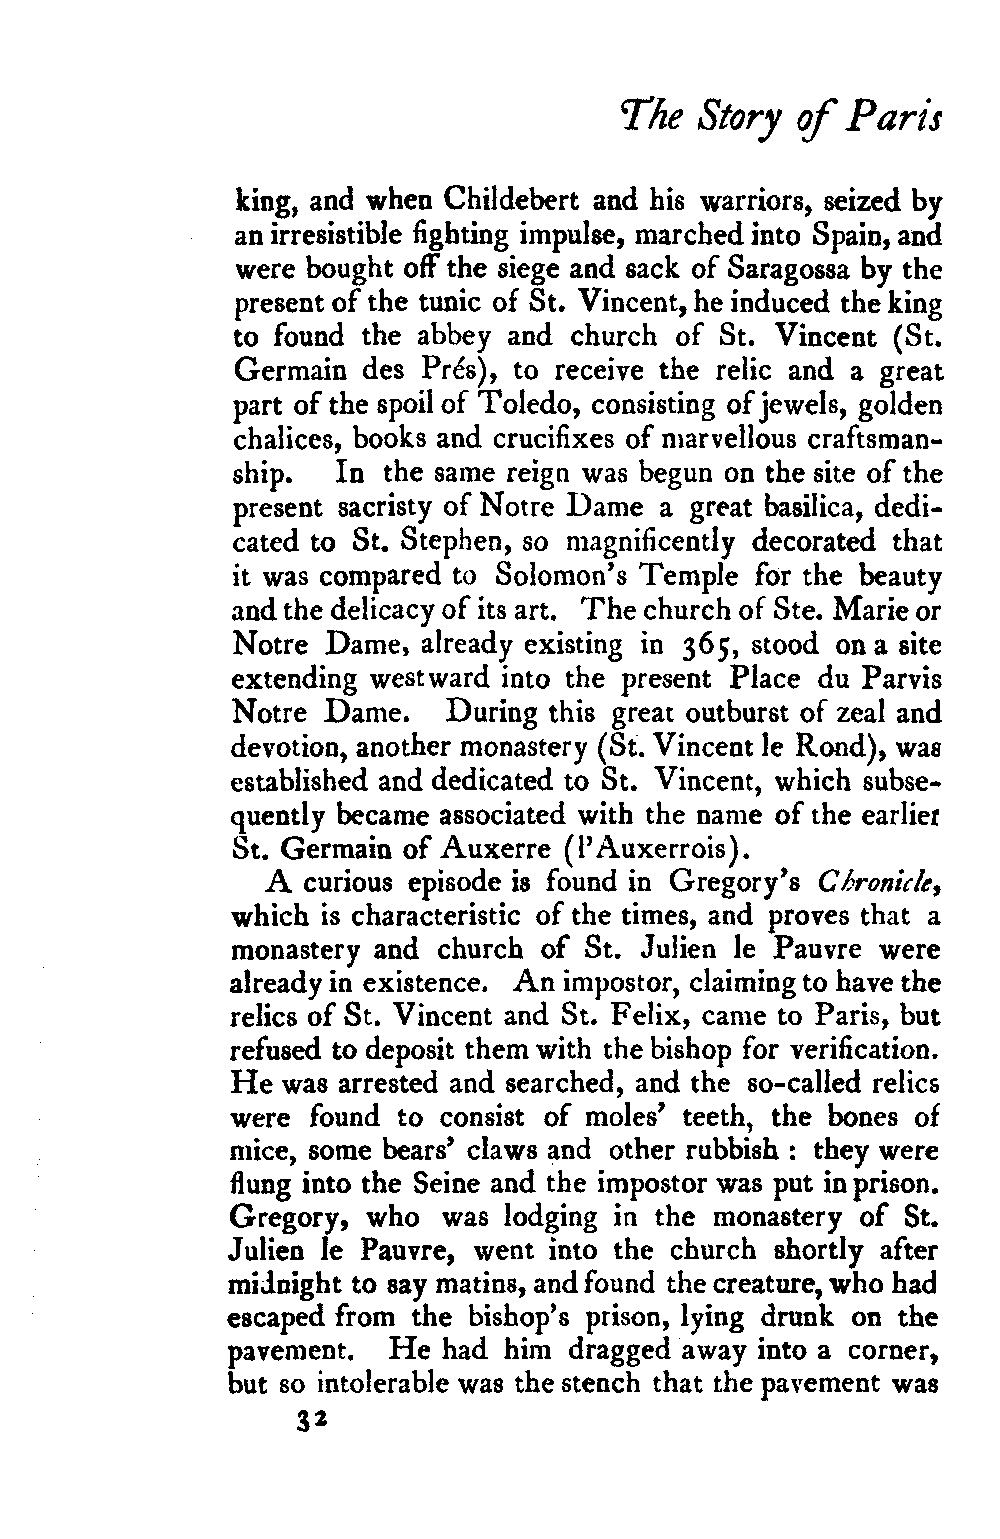 The Story of Paris
king, and when Childebert and his warriors, seized by
an irresistible fighting impulse, marched into Spain, and
were bought off the siege and sack of Saragossa by the
present of the tunic of St. Vincent, he induced the king
to found the abbey and church of St. Vincent (St.
Germain des Prés), to receive the relic and a great
part of the spoil of Toledo, consisting of jewels, golden
chalices, books and crucifixes of marvellous craftsman-
ship. In the same reign was begun on the site of the
present sacristy of Notre Dame a great basilica, dedi-
cated to St. Stephen, so magnificently decorated that
it was compared to Solomon's Temple for the beauty
and the delicacy of its art. The church of Ste. Marie or
Notre Dame, already existing in 365, stood on a site
extending westward into the present Place du Parvis
Notre Dame. During this great outburst of zeal and
devotion, another monastery (St. Vincent le Rond), was
established and dedicated to St. Vincent, which subse-
quently became associated with the name of the earlier
St. Germain of Auxerre (l'Auxerrois).
A curious episode is found in Gregory's Chronicle,
which is characteristic of the times, and proves that a
monastery and church of St. Julien le Pauvre were
already in existence. An impostor, claiming to have the
relics of St. Vincent and St. Felix, came to Paris, but
refused to deposit them with the bishop for verification.
He was arrested and searched, and the so-called relics
were found to consist of moles' teeth, the bones of
mice, some bears' claws and other rubbish : they were
flung into the Seine and the impostor was put in prison.
Gregory, who was lodging in the monastery of St.
Julien le Pauvre, went into the church shortly after
midnight to say matins, and found the creature, who had
escaped from the bishop's prison, lying drunk on the
pavement. He had him dragged away into a corner,
but so intolerable was the stench that the pavement was
32